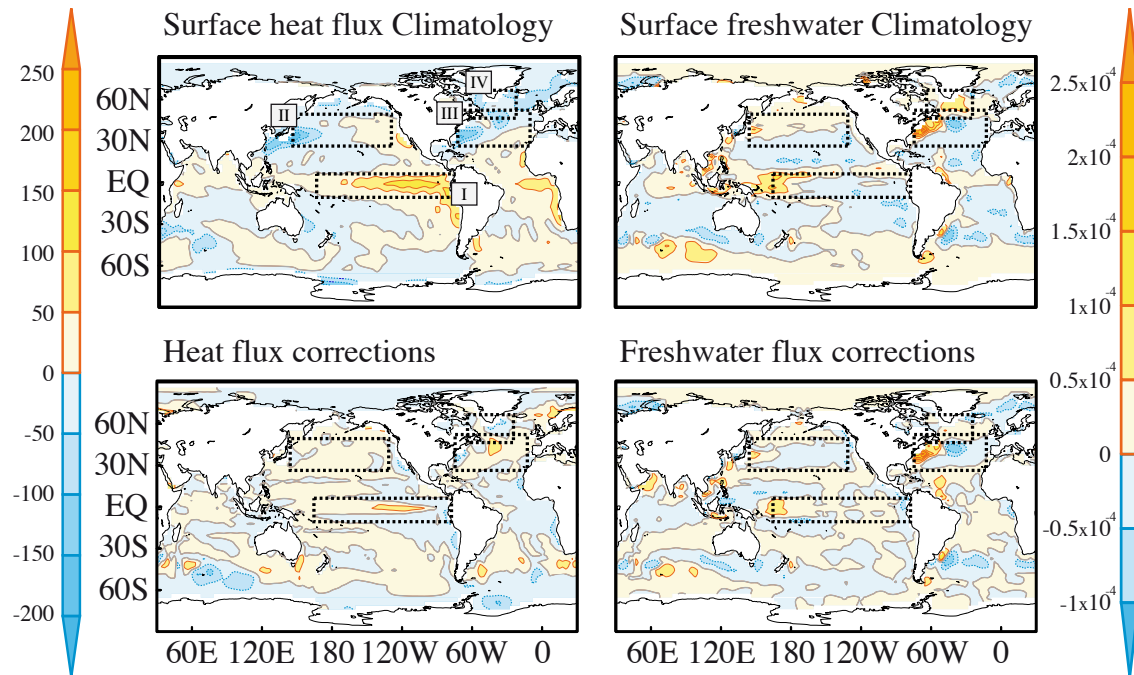 Surface heat flux Climatology
Surface freshwater Climatology
250
200
150
100
50
0
-50
-100
-150
-200
60N
30N
EQ
30S
60S
IV
III
II
I
2.5x10⁻⁴
2x10⁻⁴
1.5x10⁻⁴
1x10⁻⁴
0.5x10⁻⁴
0
-0.5x10⁻⁴
-1x10⁻⁴
Heat flux corrections
Freshwater flux corrections
60N
30N
EQ
30S
60S
60E 120E 180 120W 60W 0
60E 120E 180 120W 60W 0